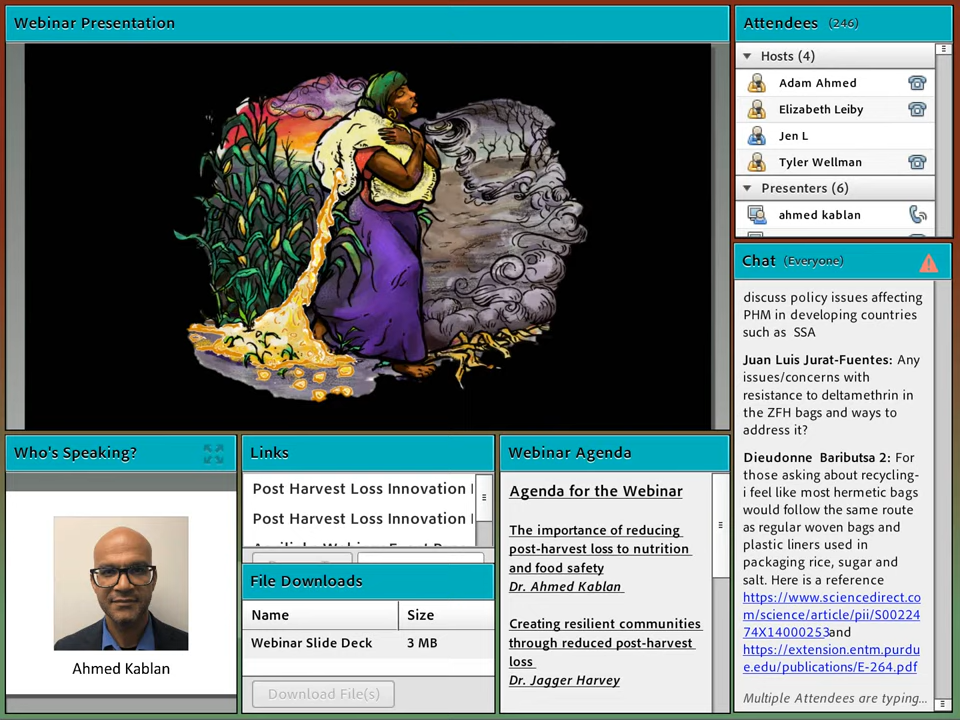 Webinar Presentation
Attendees (246)
Hosts (4)
Adam Ahmed
Elizabeth Leiby
Jen L
Tyler Wellman
Presenters (6)
ahmed kablan
Chat (Everyone)
discuss policy issues affecting
PHM in developing countries
such as SSA
Juan Luis Jurat-Fuentes: Any
issues/concerns with
resistance to deltamethrin in
the ZFH bags and ways to
address it?
Dieudonne Baributsa 2: For
those asking about recycling-
i feel like most hermetic bags
would follow the same route
as regular woven bags and
plastic liners used in
packaging rice, sugar and
salt. Here is a reference
https://www.sciencedirect.co
m/science/article/pii/S00224
74X14000253and
https://extension.entm.purdu
e.edu/publications/E-264.pdf
Multiple Attendees are typing...
Who's Speaking?
Ahmed Kablan
Links
Post Harvest Loss Innovation
Post Harvest Loss Innovation
File Downloads
Name Size
Webinar Slide Deck 3 MB
Download File(s)
Webinar Agenda
Agenda for the Webinar
The importance of reducing
post-harvest loss to nutrition
and food safety
Dr. Ahmed Kablan
Creating resilient communities
through reduced post-harvest
loss
Dr. Jagger Harvey